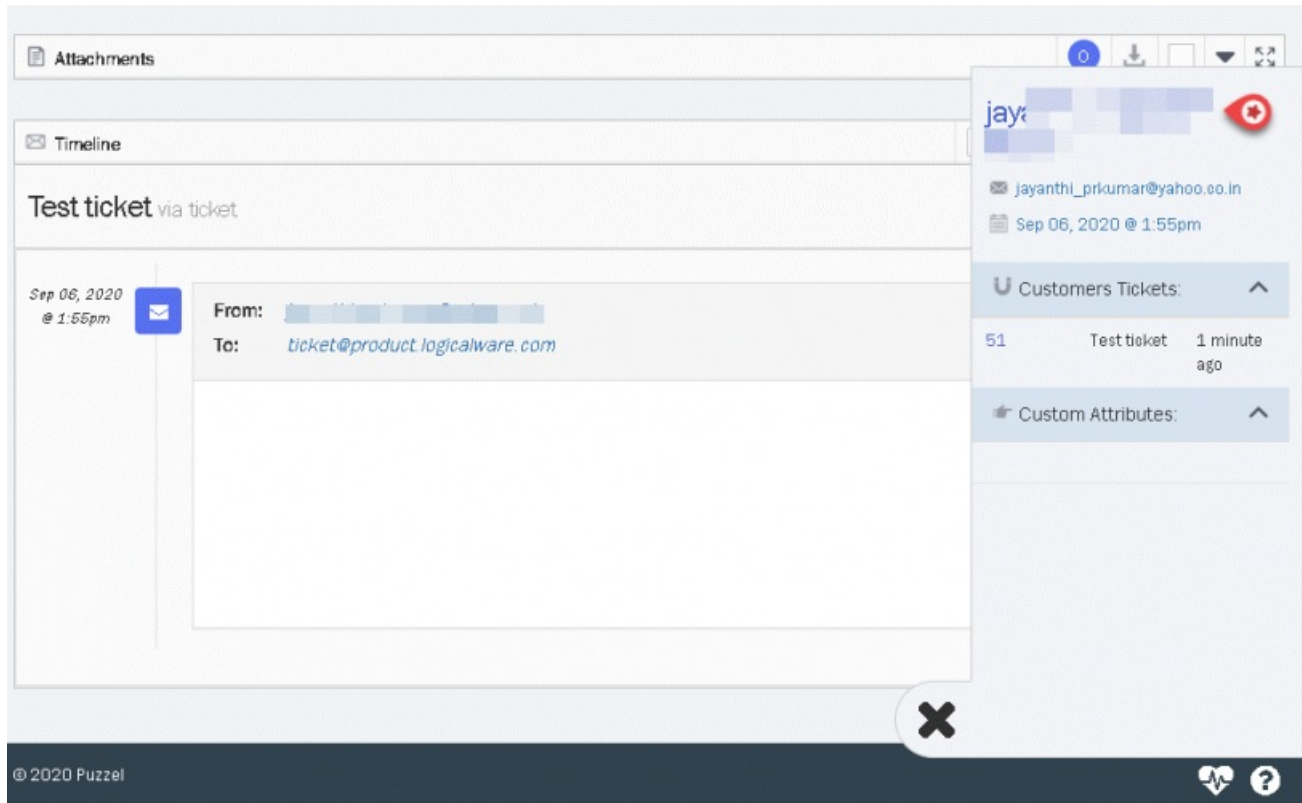 Attachments
0
Timeline
Test ticket via ticket
Sep 06, 2020
@ 1:55pm
From:
To: ticket@product.logicalware.com
jayanthi_prkumar@yahoo.co.in
Sep 06, 2020 @ 1:55pm
Customers Tickets:
51 Test ticket 1 minute
ago
Custom Attributes:
© 2020 Puzzel